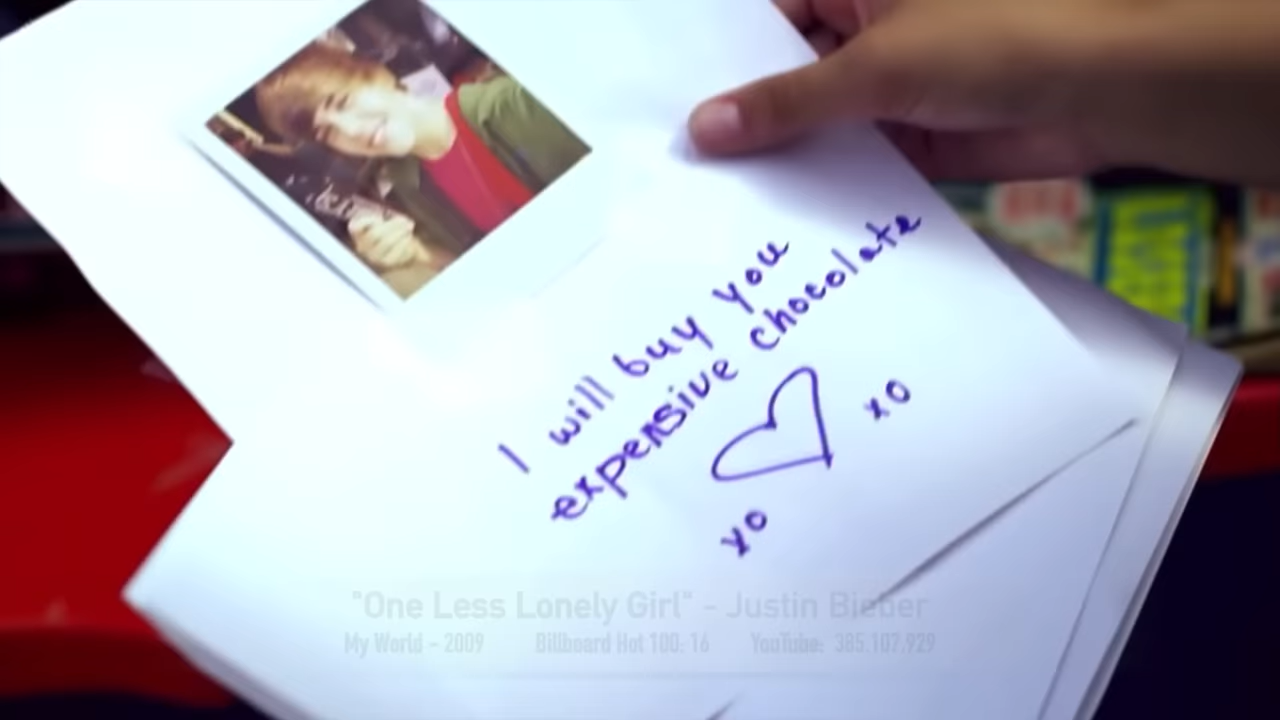 I will buy you
expensive chocolate
xo
xo
"One Less Lonely Girl" - Justin Bieber
My World - 2009 Billboard Hot 100: 16 YouTube: 385.107.929